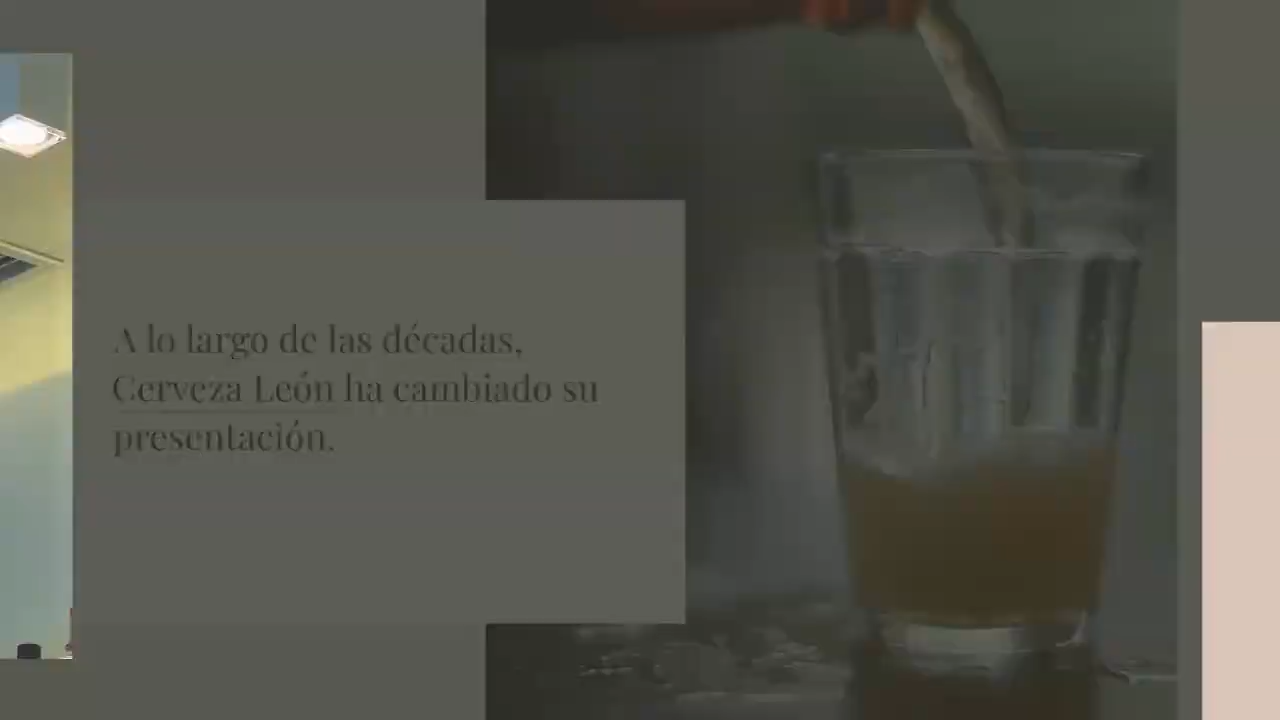 A lo largo de las décadas,
Cerveza León ha cambiado su
presentación.